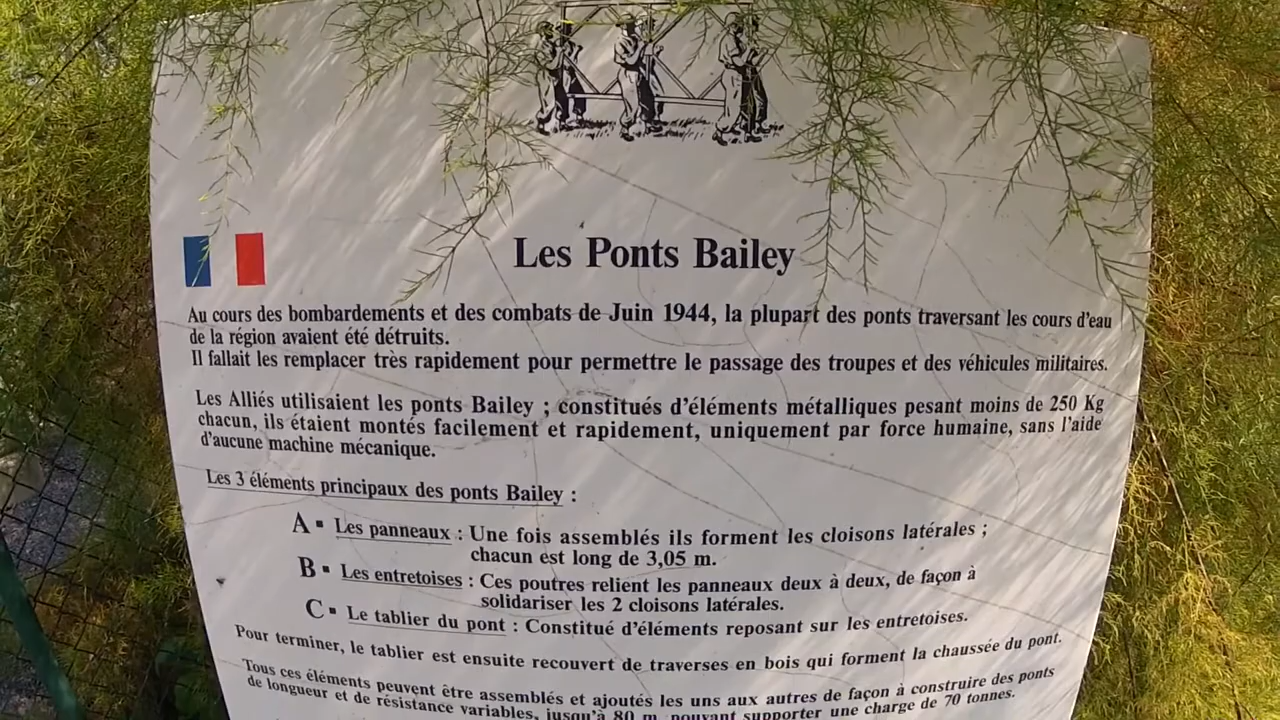 Les Ponts Bailey
Au cours des bombardements et des combats de Juin 1944, la plupart des ponts traversant les cours d'eau
de la région avaient été détruits.
Il fallait les remplacer très rapidement pour permettre le passage des troupes et des véhicules militaires.
Les Alliés utilisaient les ponts Bailey ; constitués d'éléments métalliques pesant moins de 250 Kg
chacun, ils étaient montés facilement et rapidement, uniquement par force humaine, sans l'aide
d'aucune machine mécanique.
Les 3 éléments principaux des ponts Bailey :
A - Les panneaux : Une fois assemblés ils forment les cloisons latérales ;
chacun est long de 3,05 m.
B - Les entretoises : Ces poutres relient les panneaux deux à deux, de façon à
solidariser les 2 cloisons latérales.
C - Le tablier du pont : Constitué d'éléments reposant sur les entretoises.
Pour terminer, le tablier est ensuite recouvert de traverses en bois qui forment la chaussée du pont.
Tous ces éléments peuvent être assemblés et ajoutés les uns aux autres de façon à construire des ponts
de longueur et de résistance variables, jusqu'à 80 m pouvant supporter une charge de 70 tonnes.